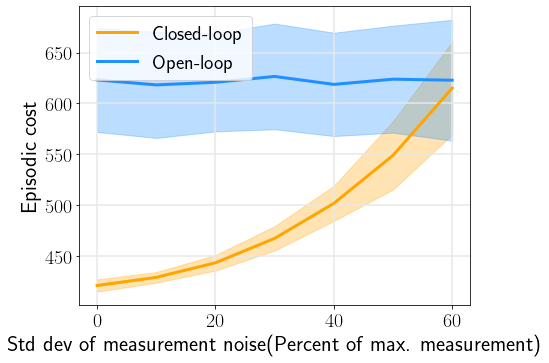 Closed-loop
Open-loop
650
600
550
500
450
Episodic cost
0 20 40 60
Std dev of measurement noise(Percent of max. measurement)